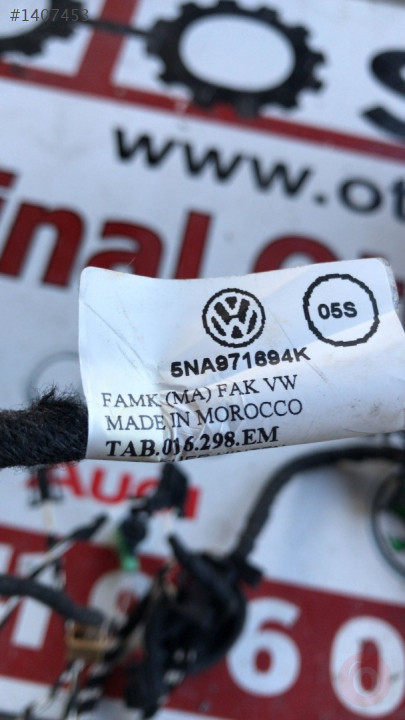 #1407453
S
www.ot
inal O
05S
5NA971694K
FAMK (MA) FAK VW
MADE IN MOROCCO
TAB.016.298.EM
Audi
60